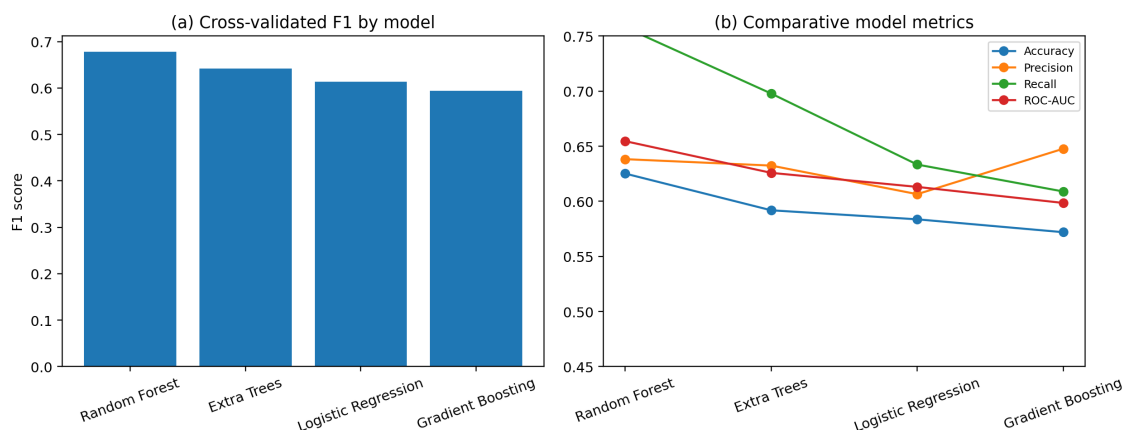 (a) Cross-validated F1 by model
F1 score
0.7
0.6
0.5
0.4
0.3
0.2
0.1
0.0
Random Forest
Extra Trees
Logistic Regression
Gradient Boosting
(b) Comparative model metrics
0.75
0.70
0.65
0.60
0.55
0.50
0.45
Accuracy
Precision
Recall
ROC-AUC
Random Forest
Extra Trees
Logistic Regression
Gradient Boosting